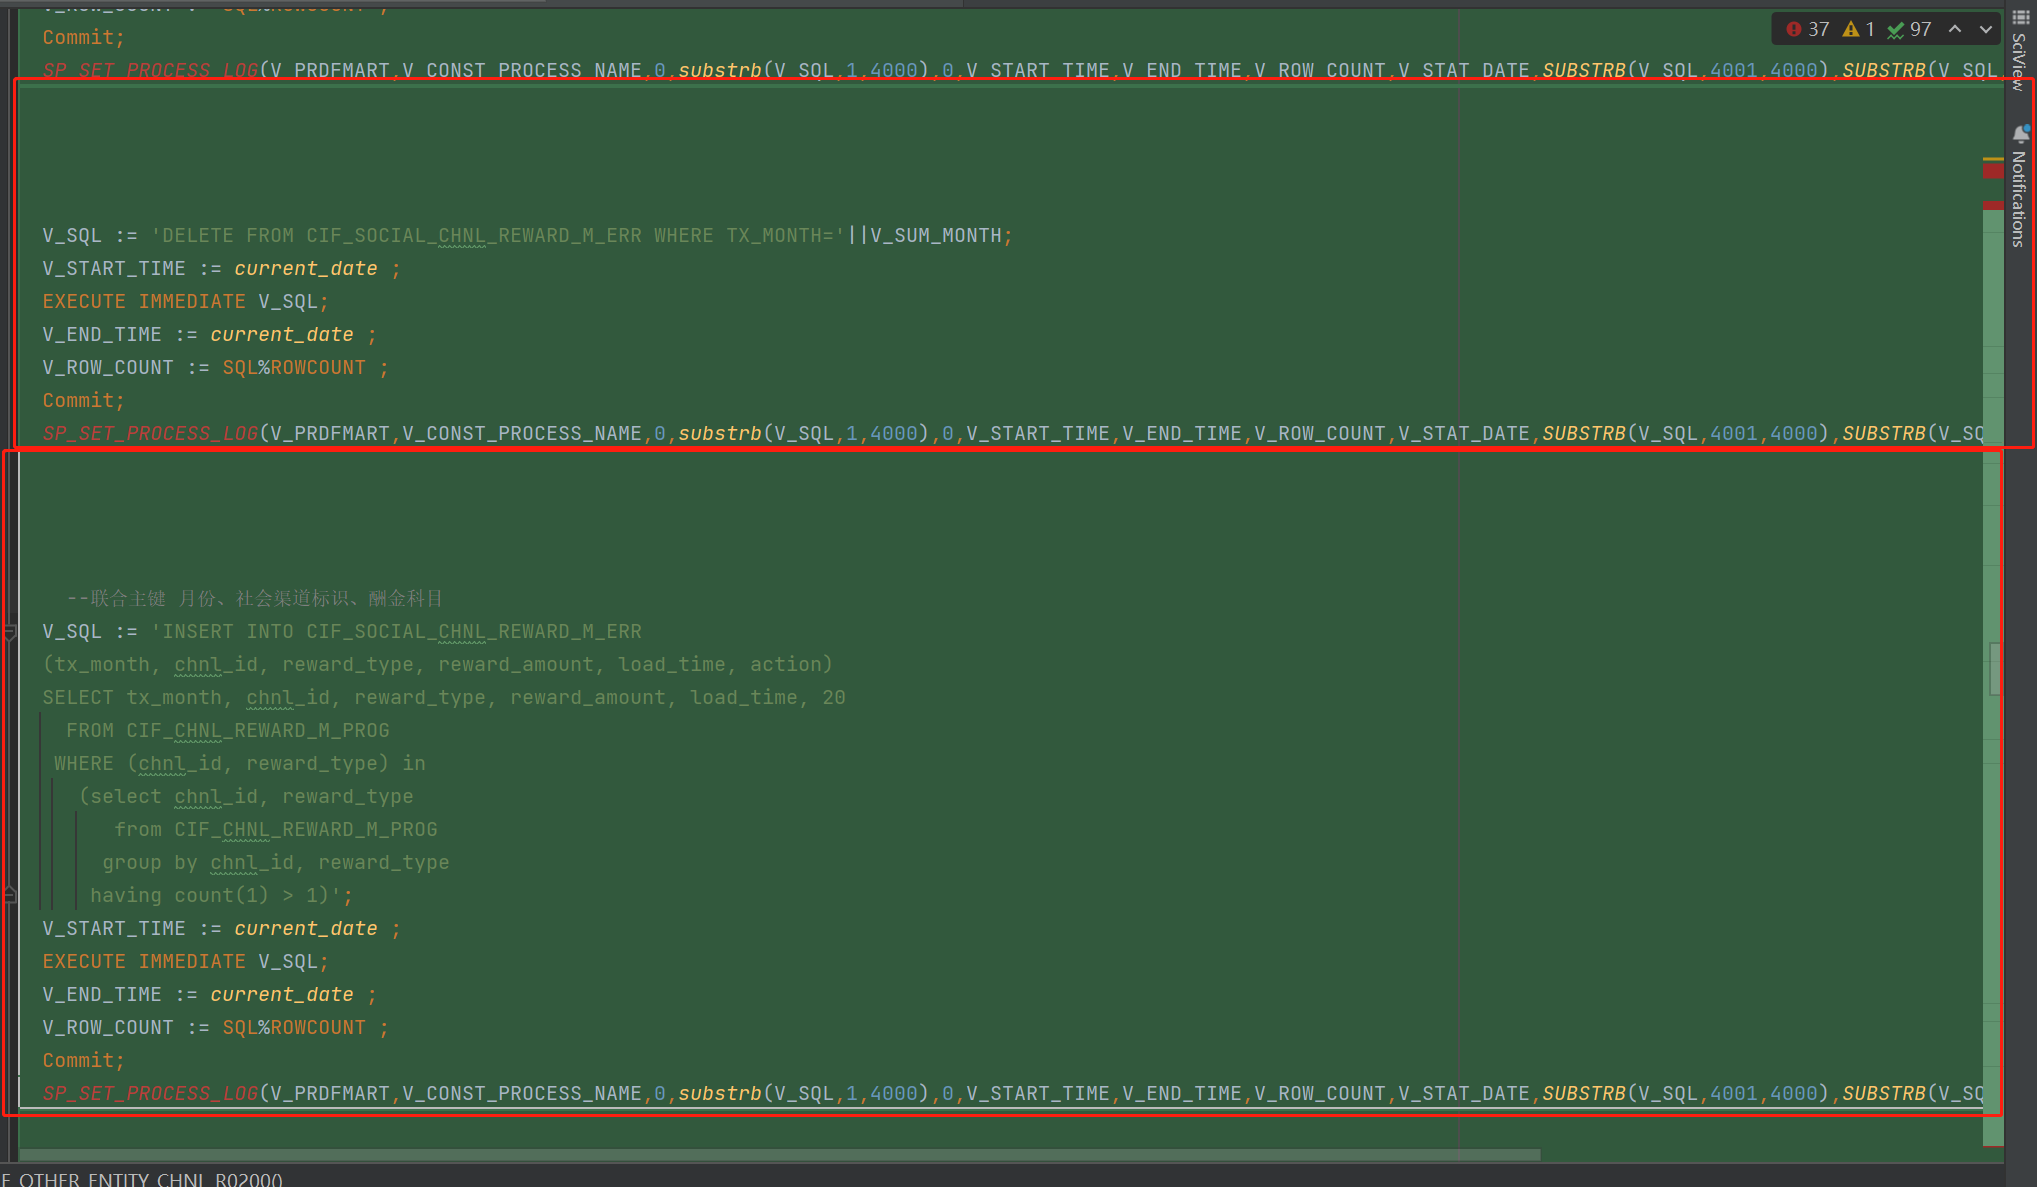 Commit;
37 1 97
SP_SET_PROCESS_LOG(V_PRDFMART,V_CONST_PROCESS_NAME,0,substrb(V_SQL,1,4000),0,V_START_TIME,V_END_TIME,V_ROW_COUNT,V_STAT_DATE,SUBSTRB(V_SQL,4001,4000),SUBSTRB(V_SQL,
SciView
Notifications
V_SQL := 'DELETE FROM CIF_SOCIAL_CHNL_REWARD_M_ERR WHERE TX_MONTH='||V_SUM_MONTH;
V_START_TIME := current_date ;
EXECUTE IMMEDIATE V_SQL;
V_END_TIME := current_date ;
V_ROW_COUNT := SQL%ROWCOUNT ;
Commit;
SP_SET_PROCESS_LOG(V_PRDFMART,V_CONST_PROCESS_NAME,0,substrb(V_SQL,1,4000),0,V_START_TIME,V_END_TIME,V_ROW_COUNT,V_STAT_DATE,SUBSTRB(V_SQL,4001,4000),SUBSTRB(V_SQ
--联合主键 月份、社会渠道标识、酬金科目
V_SQL := 'INSERT INTO CIF_SOCIAL_CHNL_REWARD_M_ERR
(tx_month, chnl_id, reward_type, reward_amount, load_time, action)
SELECT tx_month, chnl_id, reward_type, reward_amount, load_time, 20
FROM CIF_CHNL_REWARD_M_PROG
WHERE (chnl_id, reward_type) in
(select chnl_id, reward_type
from CIF_CHNL_REWARD_M_PROG
group by chnl_id, reward_type
having count(1) > 1)';
V_START_TIME := current_date ;
EXECUTE IMMEDIATE V_SQL;
V_END_TIME := current_date ;
V_ROW_COUNT := SQL%ROWCOUNT ;
Commit;
SP_SET_PROCESS_LOG(V_PRDFMART,V_CONST_PROCESS_NAME,0,substrb(V_SQL,1,4000),0,V_START_TIME,V_END_TIME,V_ROW_COUNT,V_STAT_DATE,SUBSTRB(V_SQL,4001,4000),SUBSTRB(V_SQ
E_OTHER_ENTITY_CHNL_R0200()